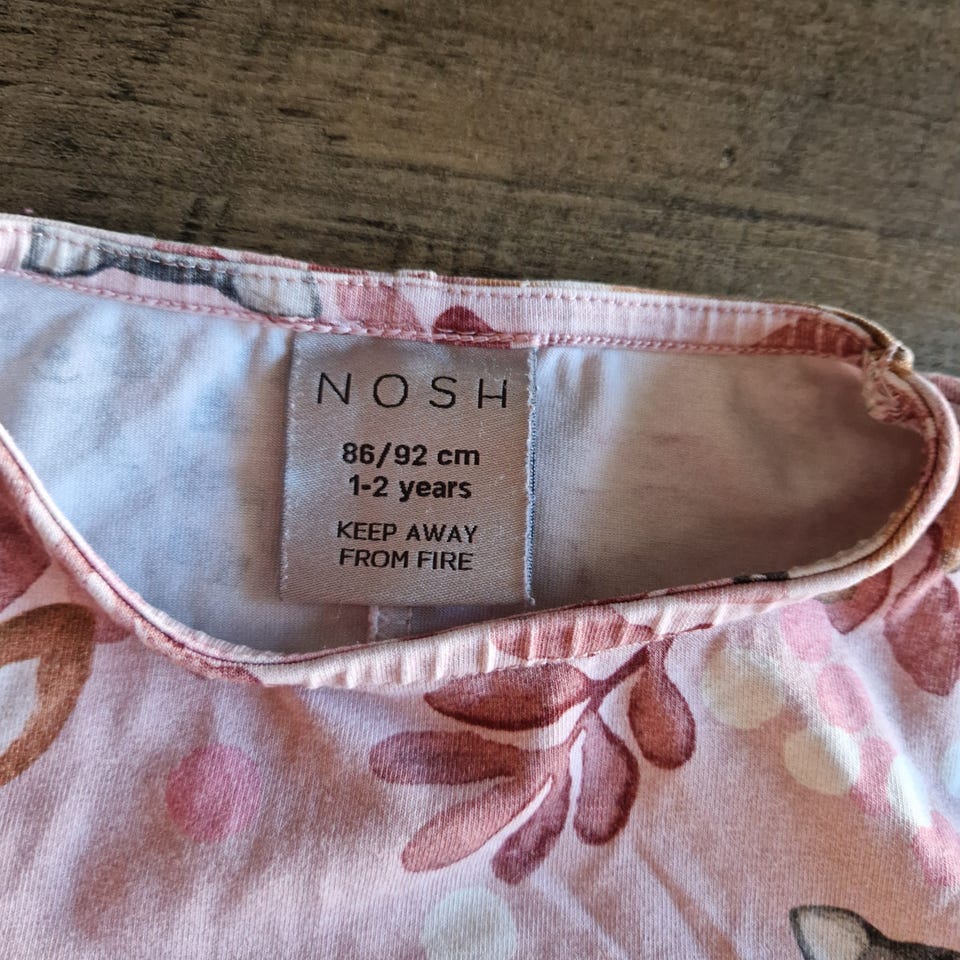 NOSH
86/92 cm
1-2 years
KEEP AWAY
FROM FIRE